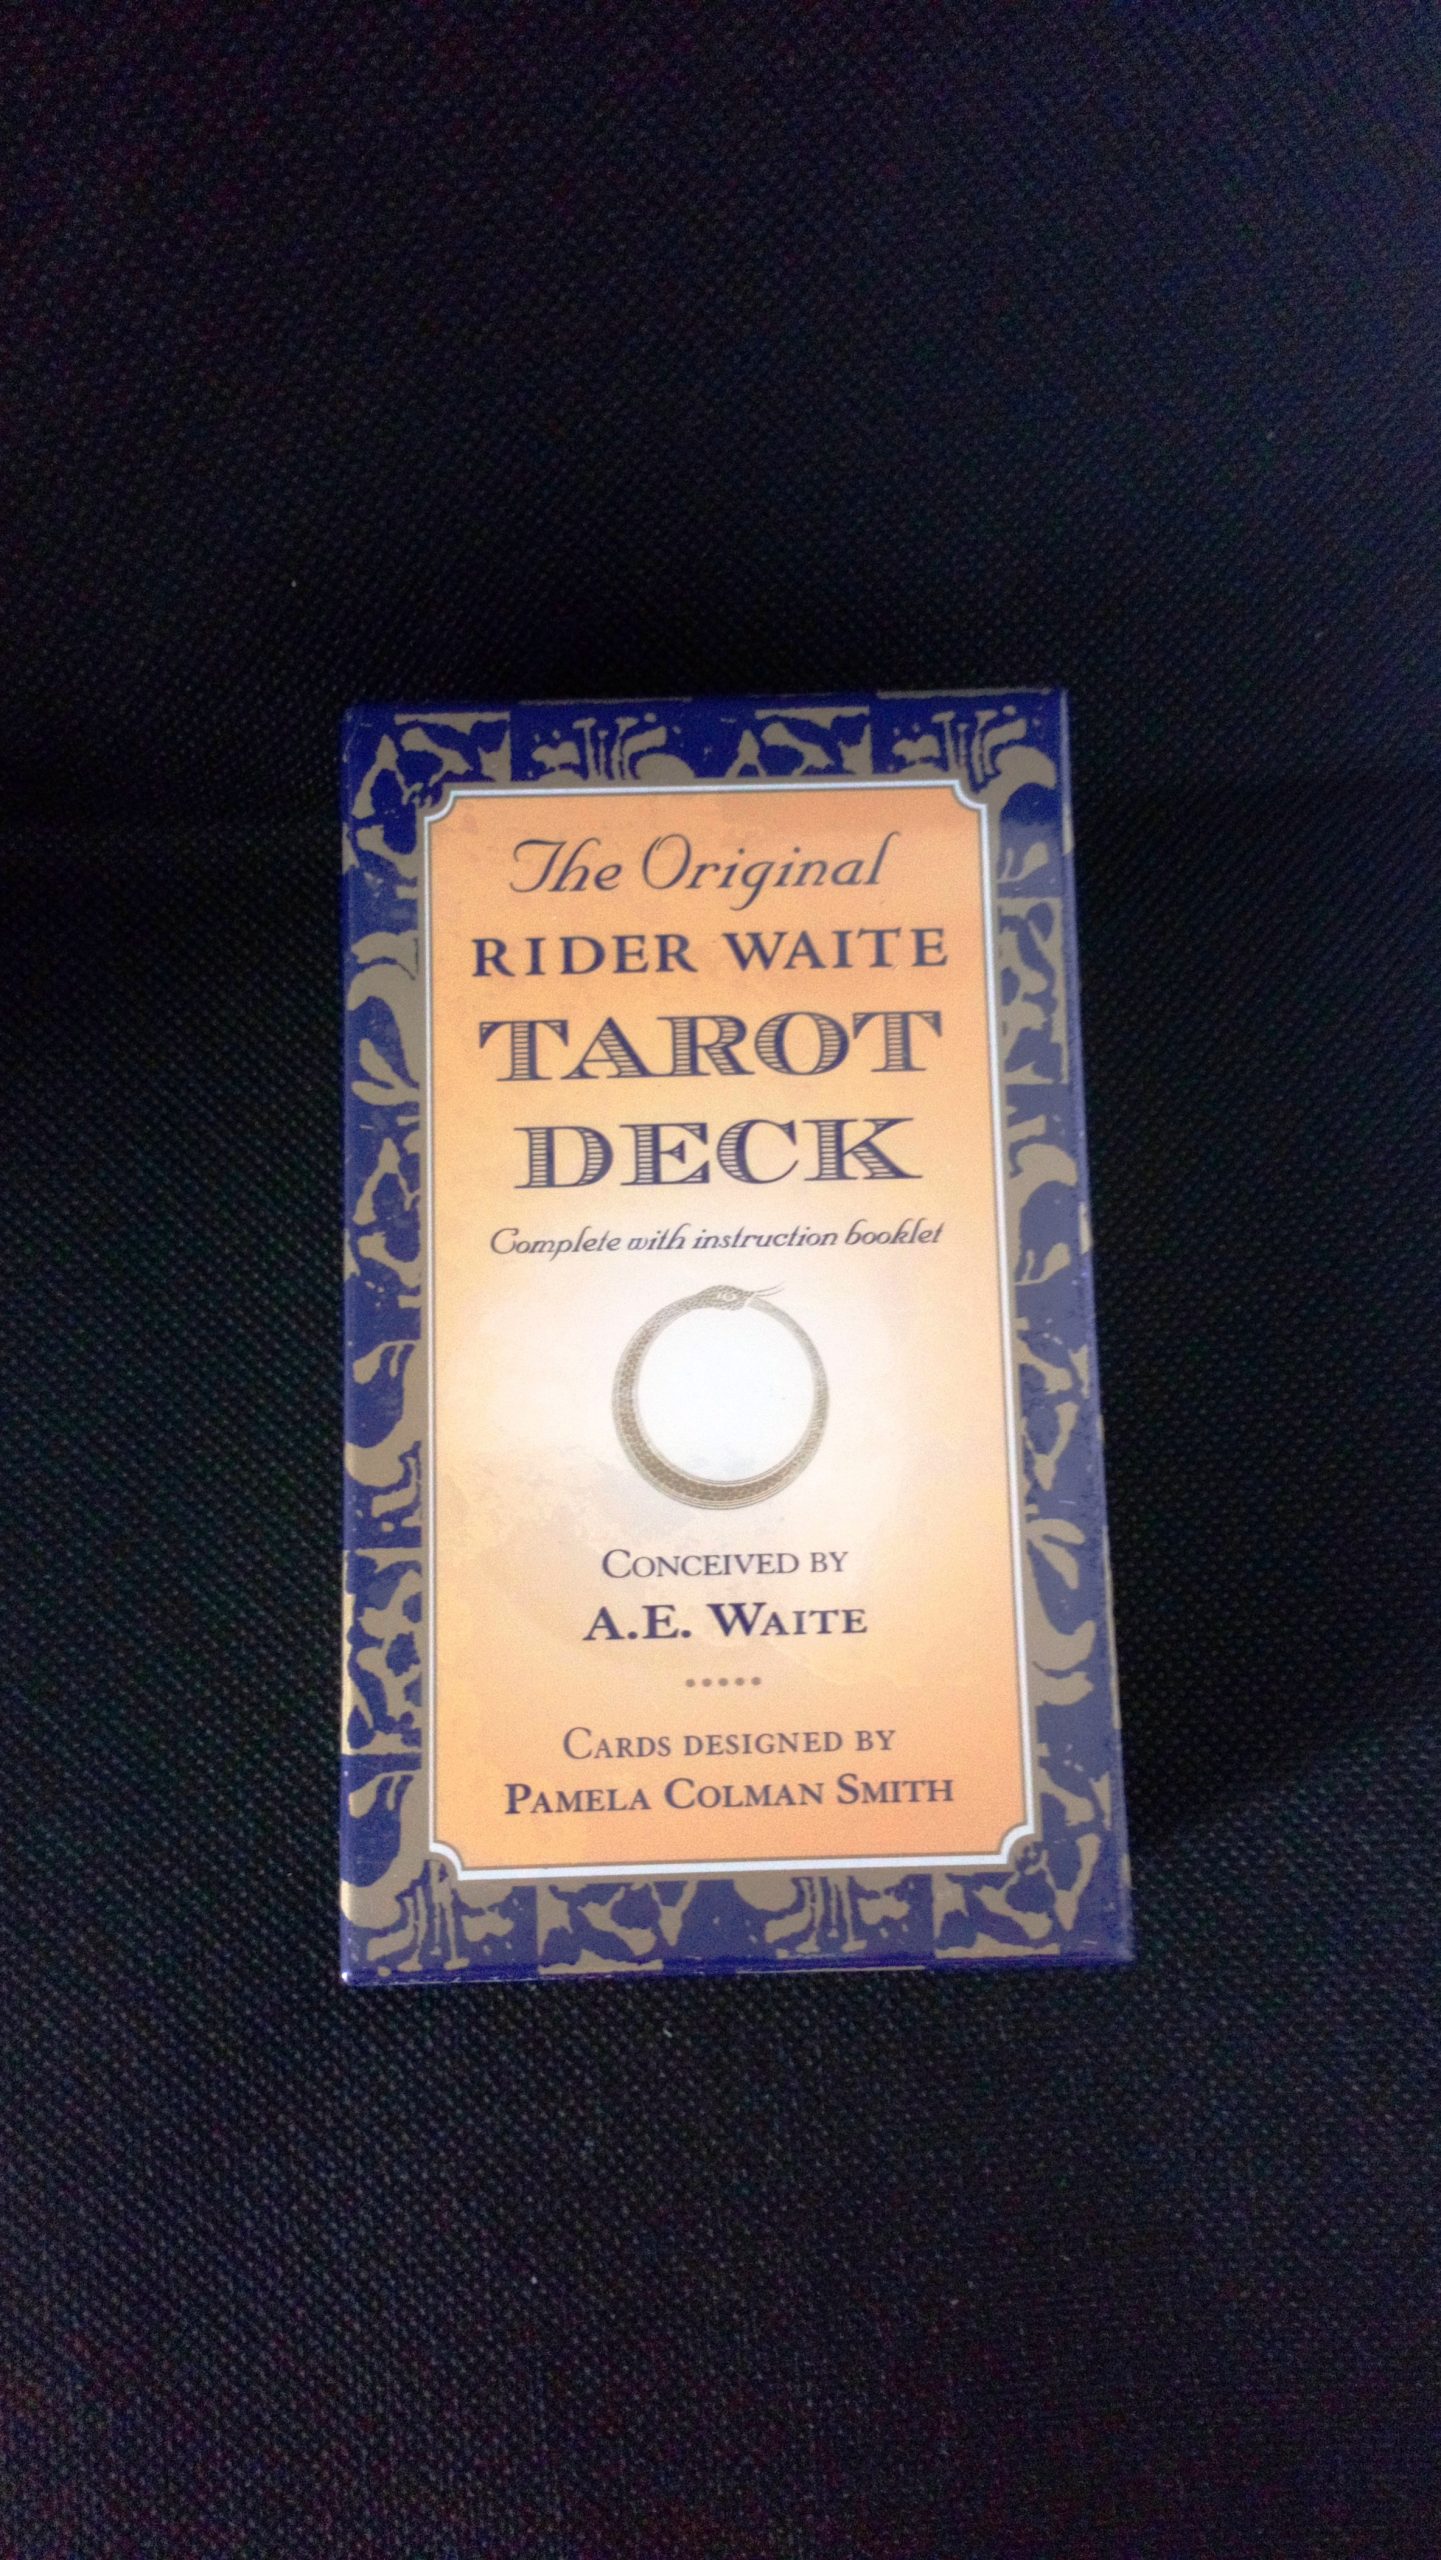 The Original
RIDER WAITE
TAROT
DECK
Complete with instruction booklet
CONCEIVED BY
A.E. WAITE
CARDS DESIGNED BY
PAMELA COLMAN SMITH